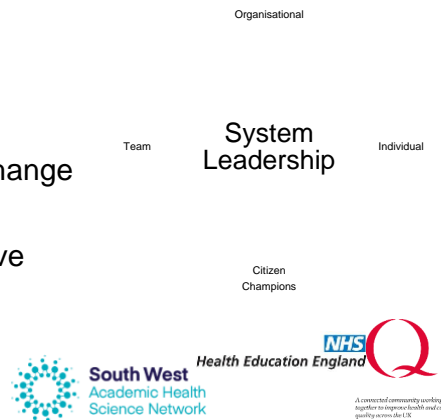 Organisational
System
Leadership
Team
Individual
hange
ve
Citizen
Champions
NHS
Health Education England
Q
South West
Academic Health
Science Network
A connected community working
together to improve health and c
quality across the UK